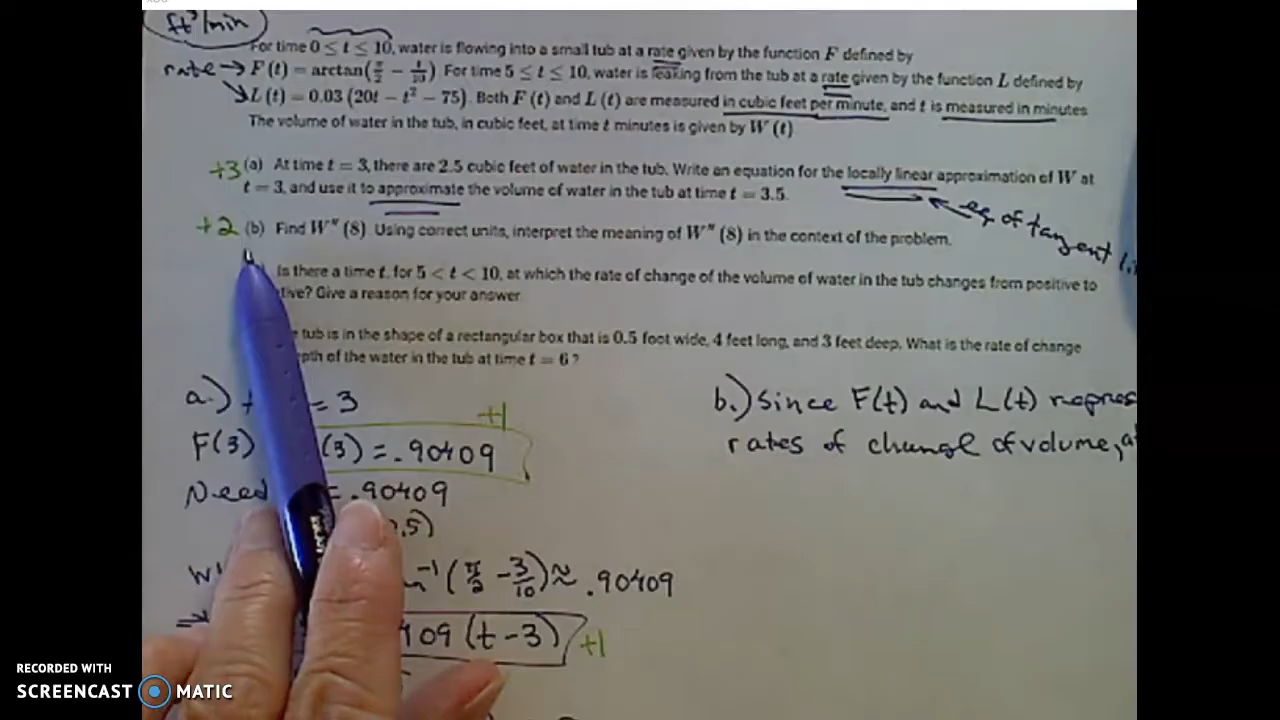 ft³/min
For time 0 ≤ t ≤ 10, water is flowing into a small tub at a rate given by the function F defined by
rate → F(t) = arctan(π/2 − t/10) For time 5 ≤ t ≤ 10, water is leaking from the tub at a rate given by the function L defined by
L(t) = 0.03 (20t − t² − 75). Both F (t) and L (t) are measured in cubic feet per minute, and t is measured in minutes
The volume of water in the tub, in cubic feet, at time t minutes is given by W (t)
+3 (a) At time t = 3, there are 2.5 cubic feet of water in the tub. Write an equation for the locally linear approximation of W at
t = 3, and use it to approximate the volume of water in the tub at time t = 3.5.
eq of tangent
+2 (b) Find W" (8). Using correct units, interpret the meaning of W" (8) in the context of the problem.
Is there a time t, for 5 < t < 10, at which the rate of change of the volume of water in the tub changes from positive to
tive? Give a reason for your answer
e tub is in the shape of a rectangular box that is 0.5 foot wide, 4 feet long, and 3 feet deep. What is the rate of change
epth of the water in the tub at time t = 6 ?
a.) t = 3
+1
F(3) (3) = .90409
Need = .90409
.5)
(π/2 − 3/10) ≈ .90409
409 (t − 3) +1
b.) Since F(t) and L(t) repres
rates of change of volume,
RECORDED WITH
SCREENCAST MATIC